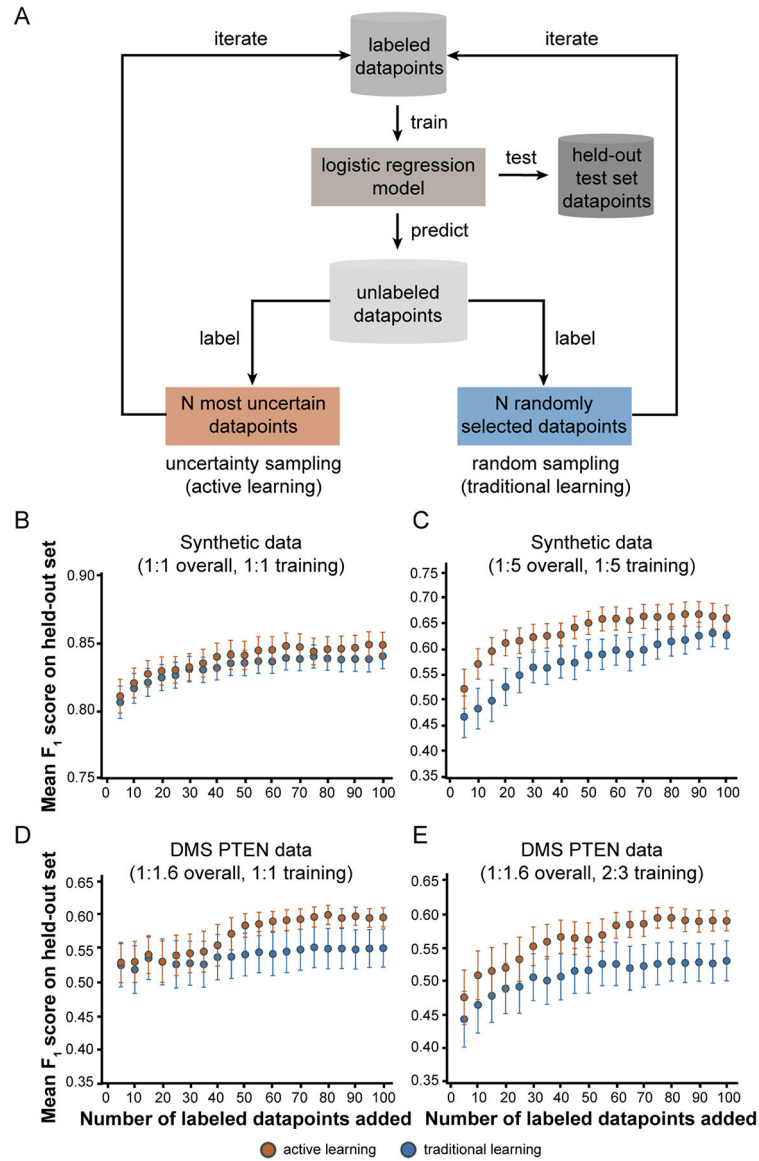 A
iterate
labeled
datapoints
iterate
train
logistic regression
model
test
held-out
test set
datapoints
predict
unlabeled
datapoints
label
label
N most uncertain
datapoints
N randomly
selected datapoints
uncertainty sampling
(active learning)
random sampling
(traditional learning)
B
Synthetic data
(1:1 overall, 1:1 training)
Mean F1 score on held-out set
0.90
0.85
0.80
0.75
0 10 20 30 40 50 60 70 80 90 100
C
Synthetic data
(1:5 overall, 1:5 training)
0.75
0.70
0.65
0.60
0.55
0.50
0.45
0.40
0.35
0 10 20 30 40 50 60 70 80 90 100
D
DMS PTEN data
(1:1.6 overall, 1:1 training)
Mean F1 score on held-out set
0.65
0.60
0.55
0.50
0.45
0.40
0.35
0 10 20 30 40 50 60 70 80 90 100
Number of labeled datapoints added
E
DMS PTEN data
(1:1.6 overall, 2:3 training)
0.65
0.60
0.55
0.50
0.45
0.40
0.35
0 10 20 30 40 50 60 70 80 90 100
Number of labeled datapoints added
active learning
traditional learning